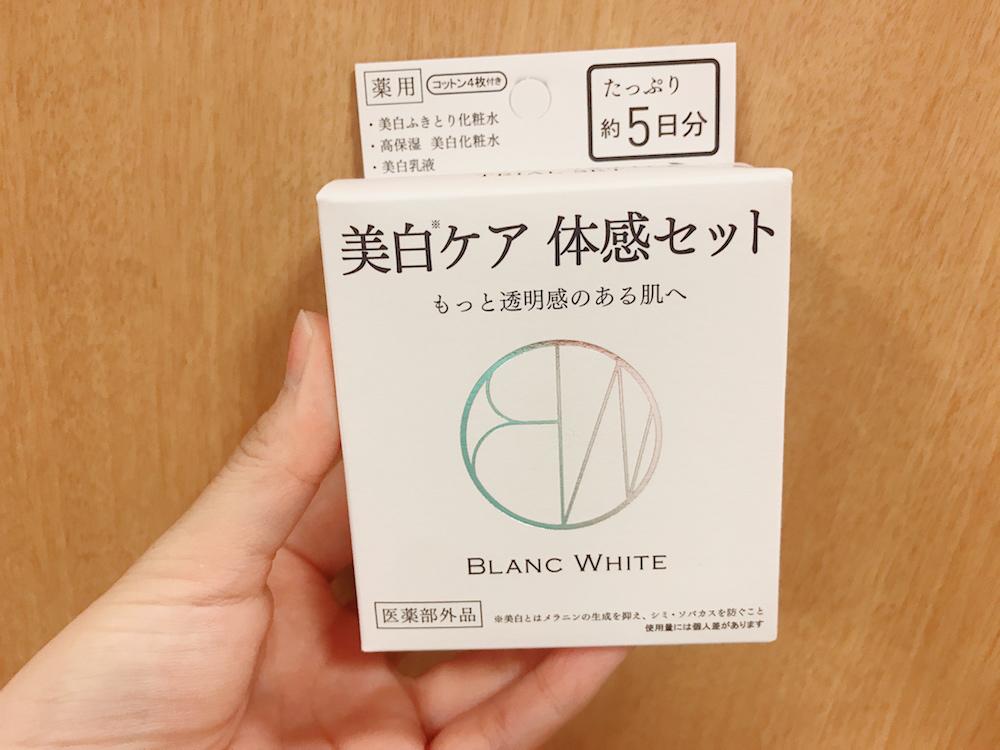 薬用
コットン4枚付き
・美白ふきとり化粧水
・高保湿 美白化粧水
・美白乳液
たっぷり
約5日分
美白※ケア 体感セット
もっと透明感のある肌へ
BW
BLANC WHITE
医薬部外品
※美白とはメラニンの生成を抑え、シミ・ソバカスを防ぐこと
使用量には個人差があります